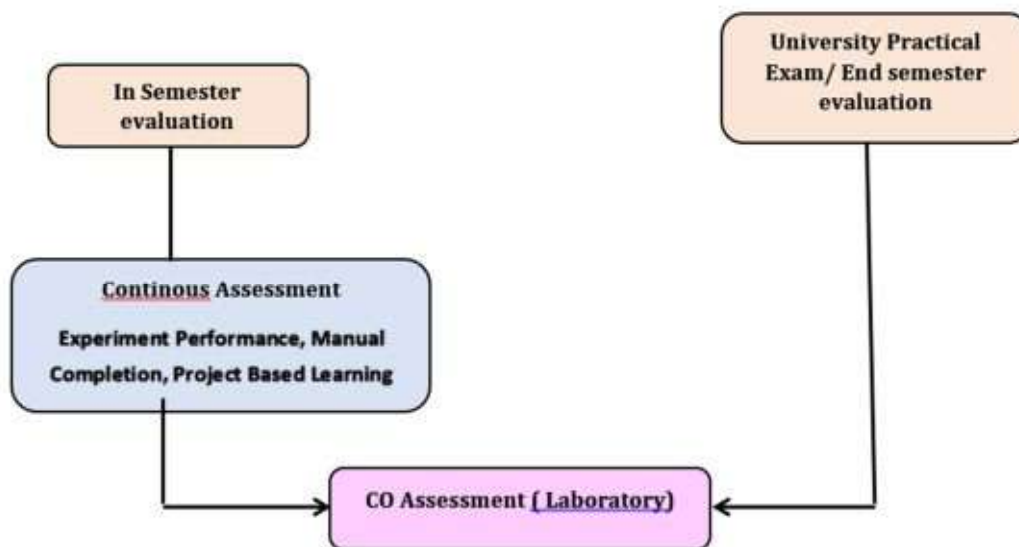 In Semester
evaluation
University Practical
Exam/ End semester
evaluation
Continous Assessment
Experiment Performance, Manual
Completion, Project Based Learning
CO Assessment ( Laboratory)